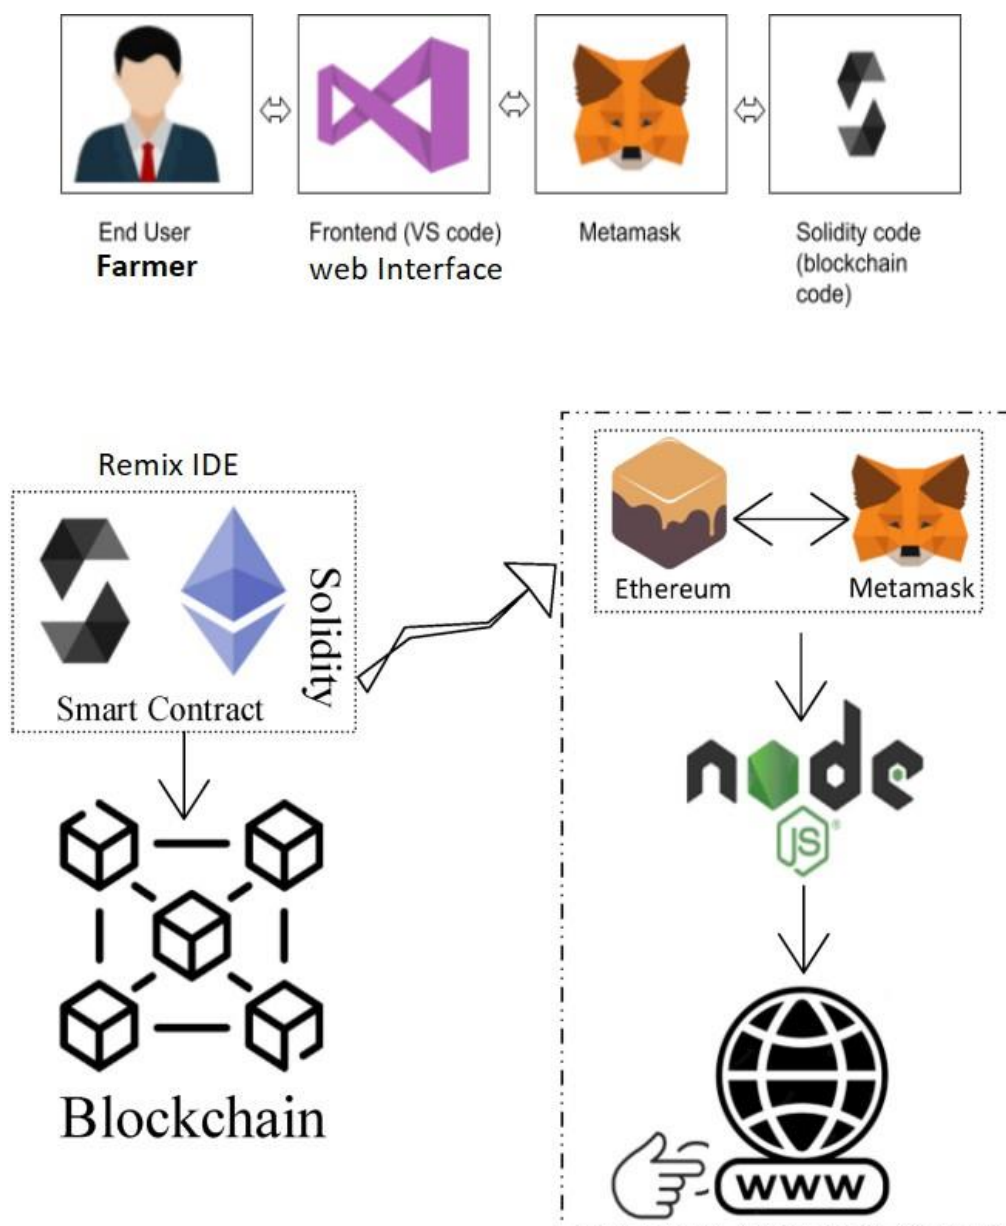 End User
Farmer
Frontend (VS code)
web Interface
Metamask
Solidity code
(blockchain
code)
Remix IDE
Solidity
Smart Contract
Blockchain
Ethereum
Metamask
node
JS®
WWW